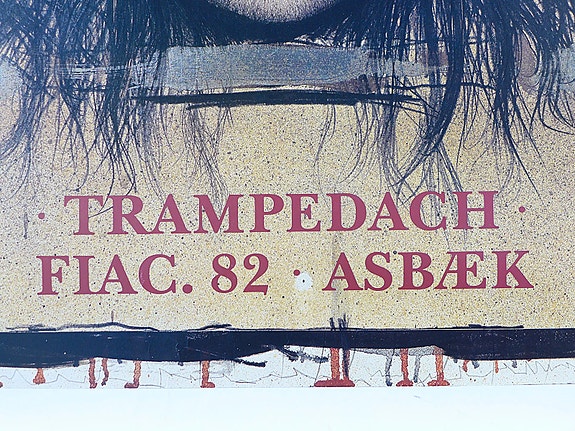 · TRAMPEDACH ·
FIAC. 82 · ASBÆK